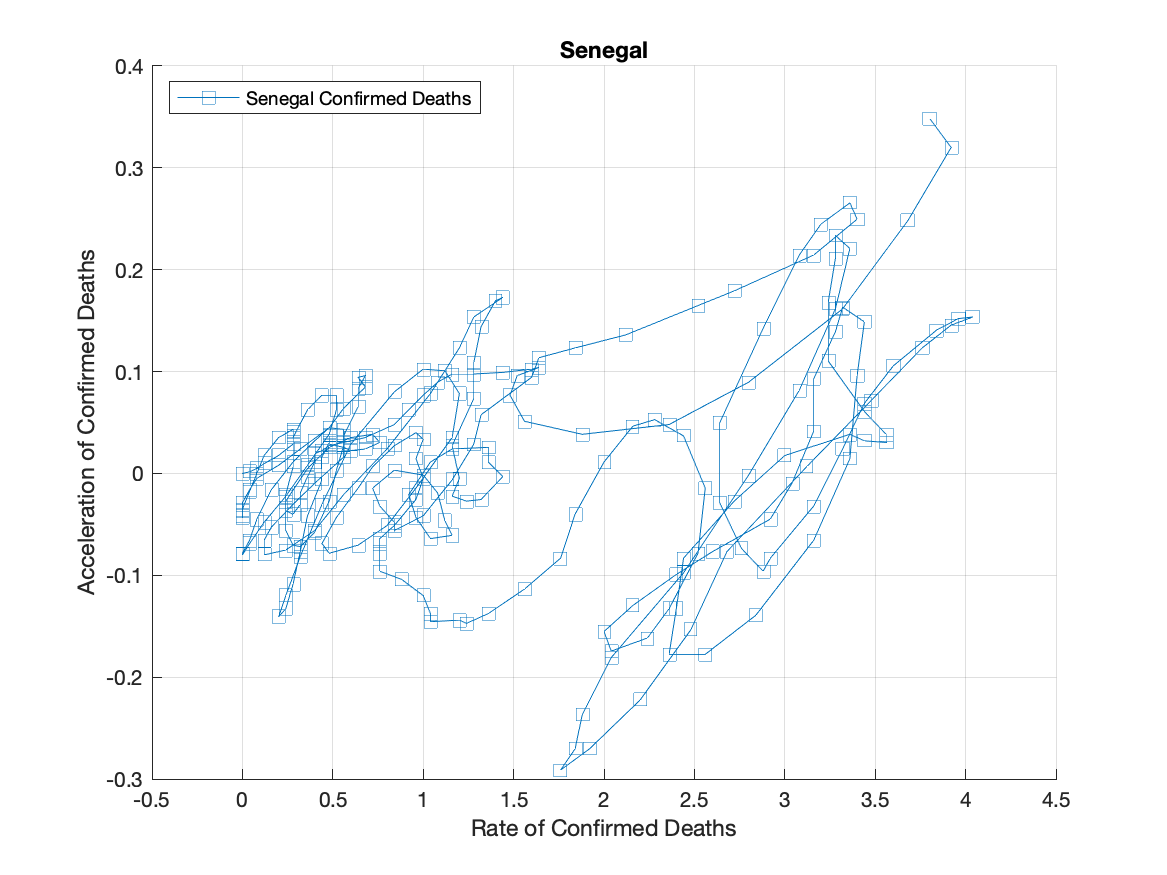 Senegal
Senegal Confirmed Deaths
0.4
0.3
0.2
0.1
0
-0.1
-0.2
-0.3
Acceleration of Confirmed Deaths
-0.5 0 0.5 1 1.5 2 2.5 3 3.5 4 4.5
Rate of Confirmed Deaths